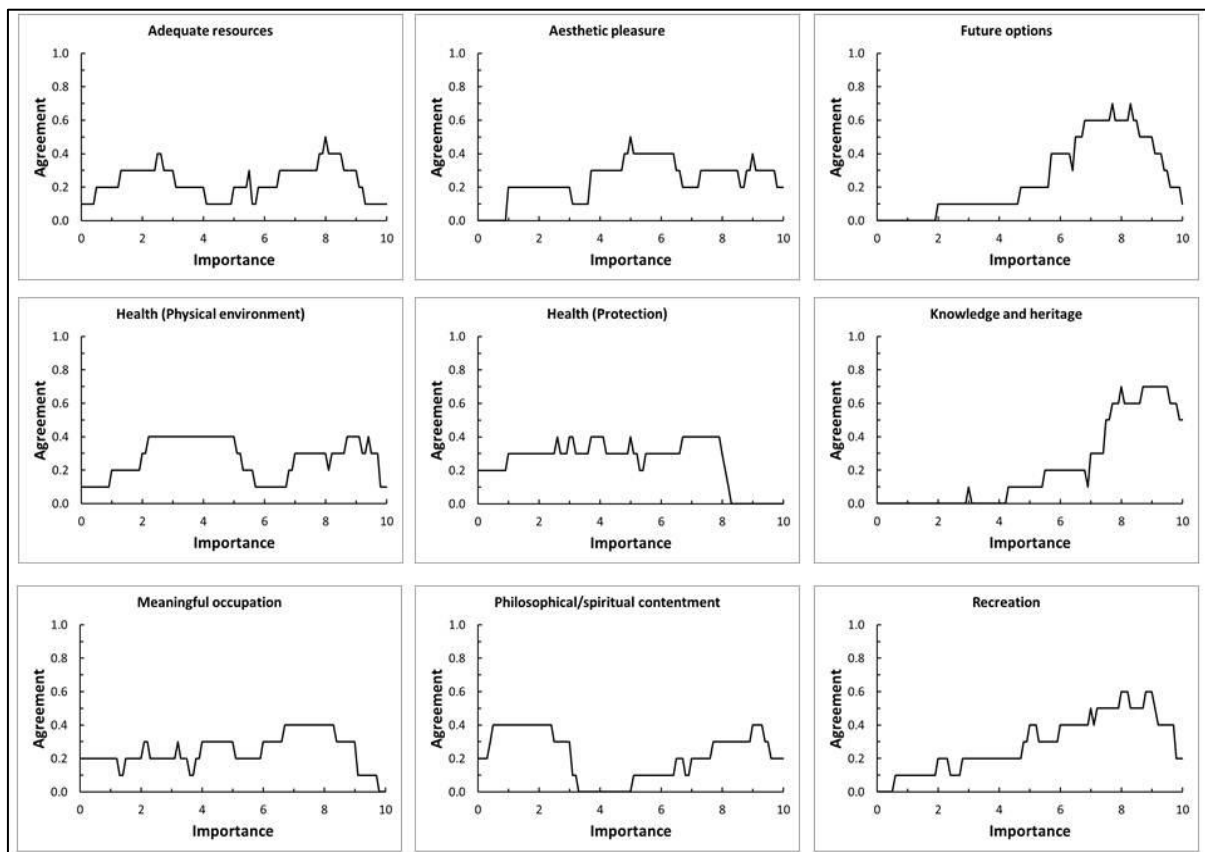 Adequate resources
1.0
0.8
0.6
0.4
0.2
0.0
Agreement
0 2 4 6 8 10
Importance
Aesthetic pleasure
1.0
0.8
0.6
0.4
0.2
0.0
Agreement
0 2 4 6 8 10
Importance
Future options
1.0
0.8
0.6
0.4
0.2
0.0
Agreement
0 2 4 6 8 10
Importance
Health (Physical environment)
1.0
0.8
0.6
0.4
0.2
0.0
Agreement
0 2 4 6 8 10
Importance
Health (Protection)
1.0
0.8
0.6
0.4
0.2
0.0
Agreement
0 2 4 6 8 10
Importance
Knowledge and heritage
1.0
0.8
0.6
0.4
0.2
0.0
Agreement
0 2 4 6 8 10
Importance
Meaningful occupation
1.0
0.8
0.6
0.4
0.2
0.0
Agreement
0 2 4 6 8 10
Importance
Philosophical/spiritual contentment
1.0
0.8
0.6
0.4
0.2
0.0
Agreement
0 2 4 6 8 10
Importance
Recreation
1.0
0.8
0.6
0.4
0.2
0.0
Agreement
0 2 4 6 8 10
Importance